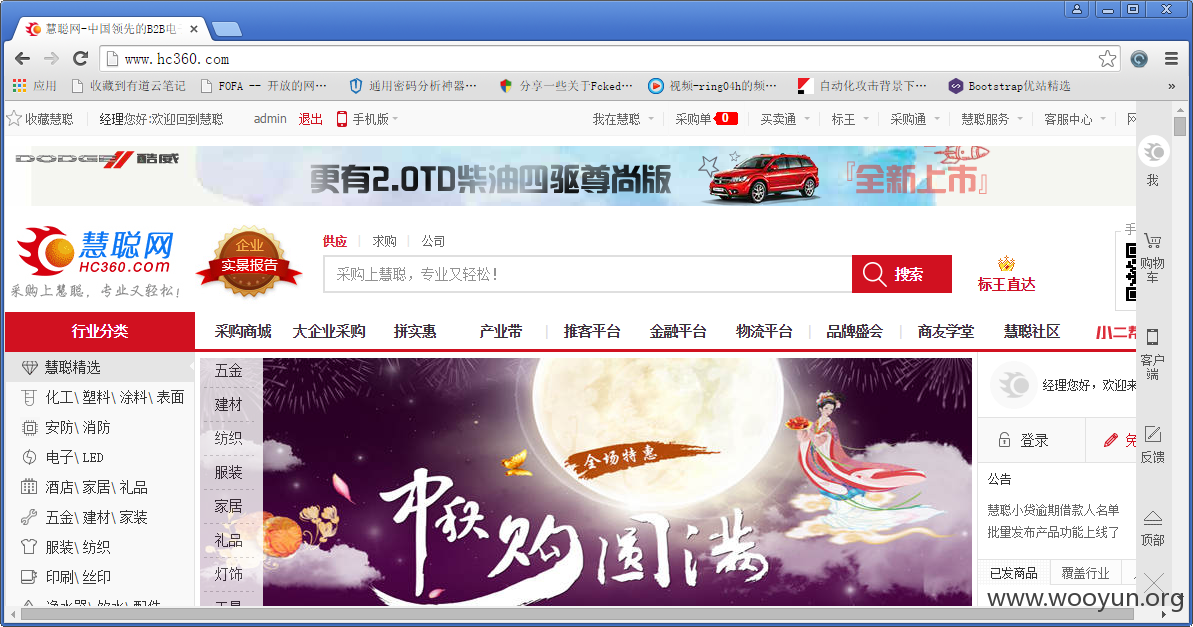 慧聪网-中国领先的B2B电
www.hc360.com
应用 收藏到有道云笔记 FOFA -- 开放的网… 通用密码分析神器… 分享一些关于Fcked… 视频-ring04h的频… 自动化攻击背景下… Bootstrap优站精选 »
收藏慧聪 经理您好:欢迎回到慧聪 admin 退出 手机版 我在慧聪 采购单 0 买卖通 标王 采购通 慧聪服务 客服中心 网
DODGE 酷威 更有2.0TD柴油四驱尊尚版 『全新上市』
我
慧聪网
HC360.com
采购上慧聪，专业又轻松！
企业
实景报告
供应 求购 公司
采购上慧聪，专业又轻松！ 搜索
标王直达
手
购物车
行业分类 采购商城 大企业采购 拼实惠 产业带 推客平台 金融平台 物流平台 品牌盛会 商友学堂 慧聪社区 小二帮
慧聪精选
化工\ 塑料\ 涂料\ 表面
安防\ 消防
电子\ LED
酒店\ 家居\ 礼品
五金\ 建材\ 家装
服装\ 纺织
印刷\ 丝印
净水器\ 饮水\ 配件
五金
建材
纺织
服装
家居
礼品
灯饰
工具
全场特惠
中秋购圆满
经理您好，欢迎来
登录 免
公告
慧聪小贷逾期借款人名单
批量发布产品功能上线了
已发商品 覆盖行业
客户端
反馈
顶部
www.wooyun.org